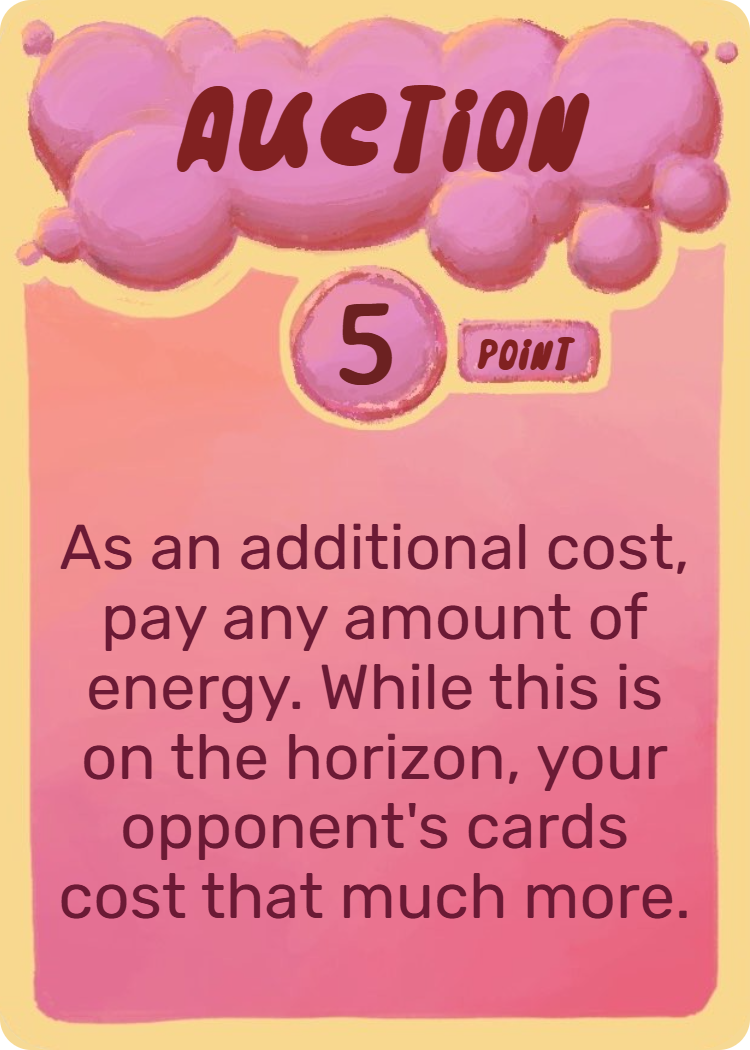 AUCTION
5
POINT
As an additional cost,
pay any amount of
energy. While this is
on the horizon, your
opponent's cards
cost that much more.